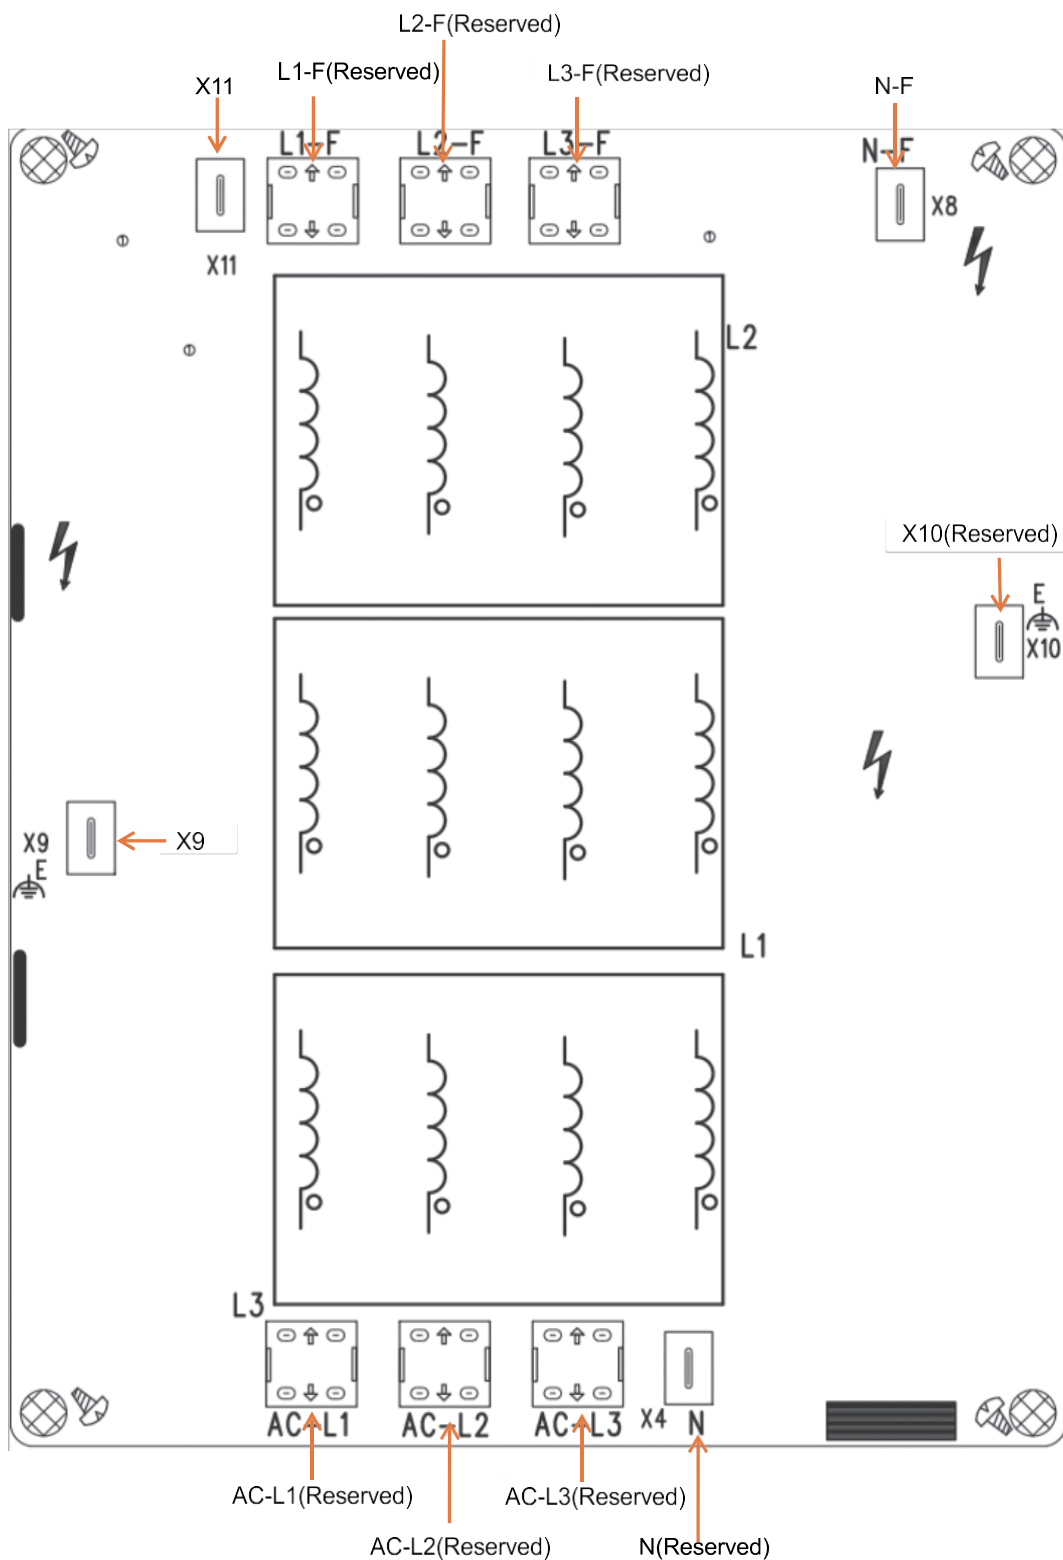 L2-F(Reserved)
L1-F(Reserved)
L3-F(Reserved)
X11
N-F
L1-F
L2-F
L3-F
N-F
X8
X11
L2
X10(Reserved)
E
X10
X9
X9
E
L1
L3
AC-L1
AC-L2
AC-L3
X4
N
AC-L1(Reserved)
AC-L3(Reserved)
AC-L2(Reserved)
N(Reserved)